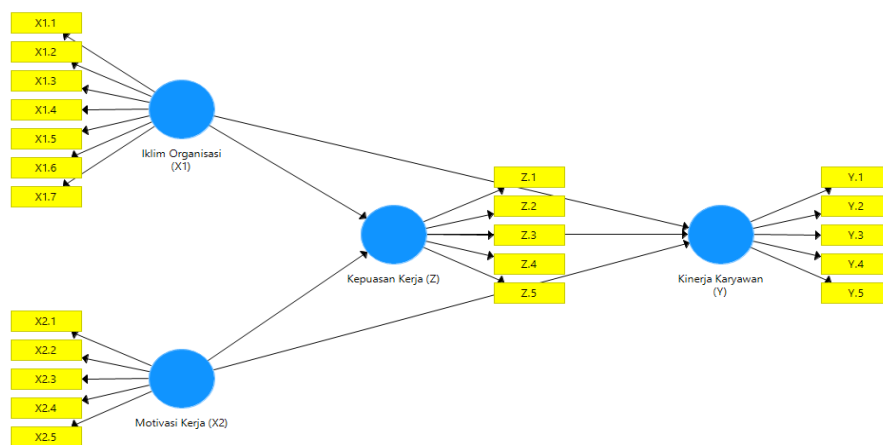 X1.1
X1.2
X1.3
X1.4
X1.5
X1.6
X1.7
Iklim Organisasi
(X1)
Z.1
Z.2
Z.3
Z.4
Z.5
Kepuasan Kerja (Z)
Y.1
Y.2
Y.3
Y.4
Y.5
Kinerja Karyawan
(Y)
X2.1
X2.2
X2.3
X2.4
X2.5
Motivasi Kerja (X2)